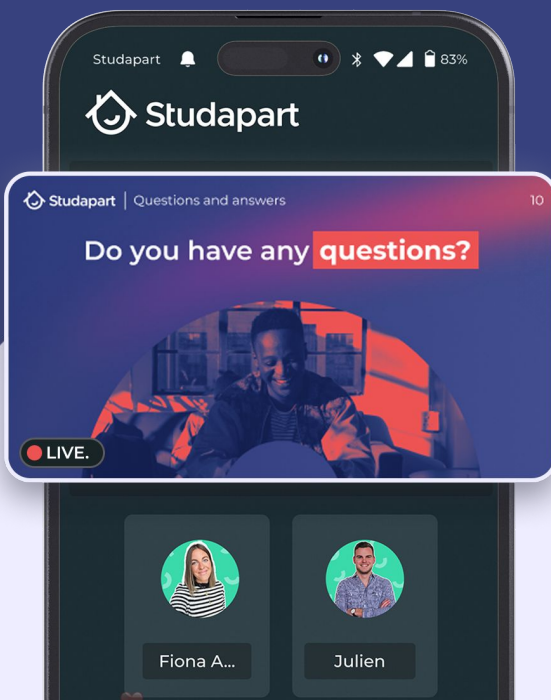 Studapart
83%
Studapart
Studapart | Questions and answers
10
Do you have any questions?
LIVE.
Fiona A...
Julien